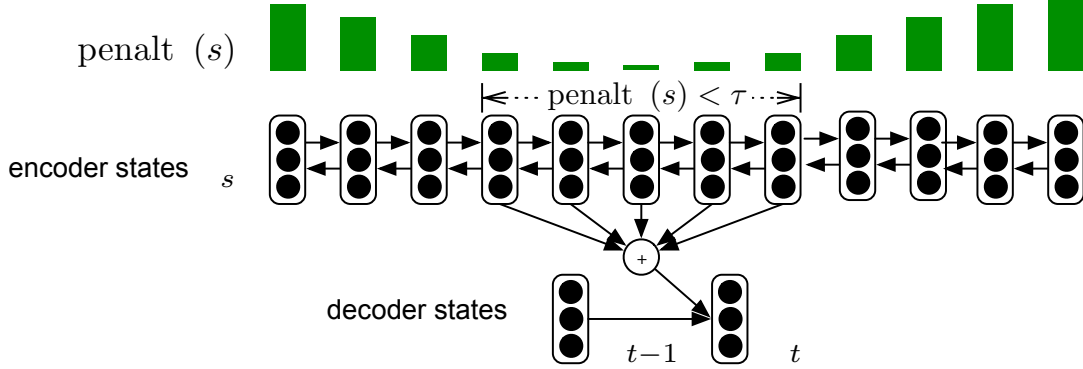 penalt (s)
penalt (s) < τ
encoder states s
+
decoder states
t−1 t